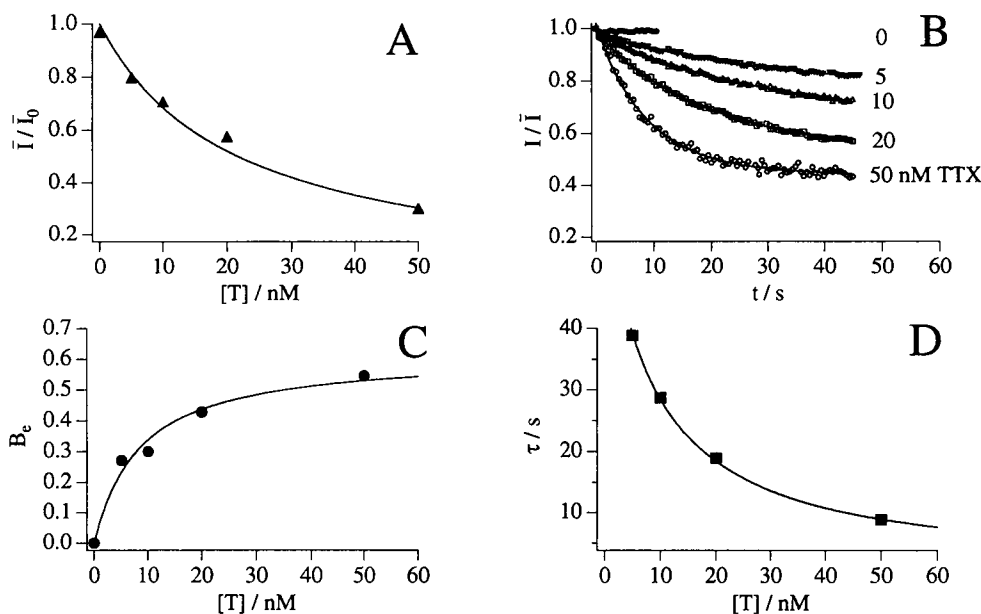 A
1.0
0.8
0.6
0.4
0.2
Ī / Ī₀
0 10 20 30 40 50
[T] / nM
B
1.0
0.8
0.6
0.4
0.2
I / Ī
0
5
10
20
50 nM TTX
0 10 20 30 40 50 60
t / s
C
0.7
0.6
0.5
0.4
0.3
0.2
0.1
0.0
Bₑ
0 10 20 30 40 50 60
[T] / nM
D
40
30
20
10
τ / s
0 10 20 30 40 50 60
[T] / nM